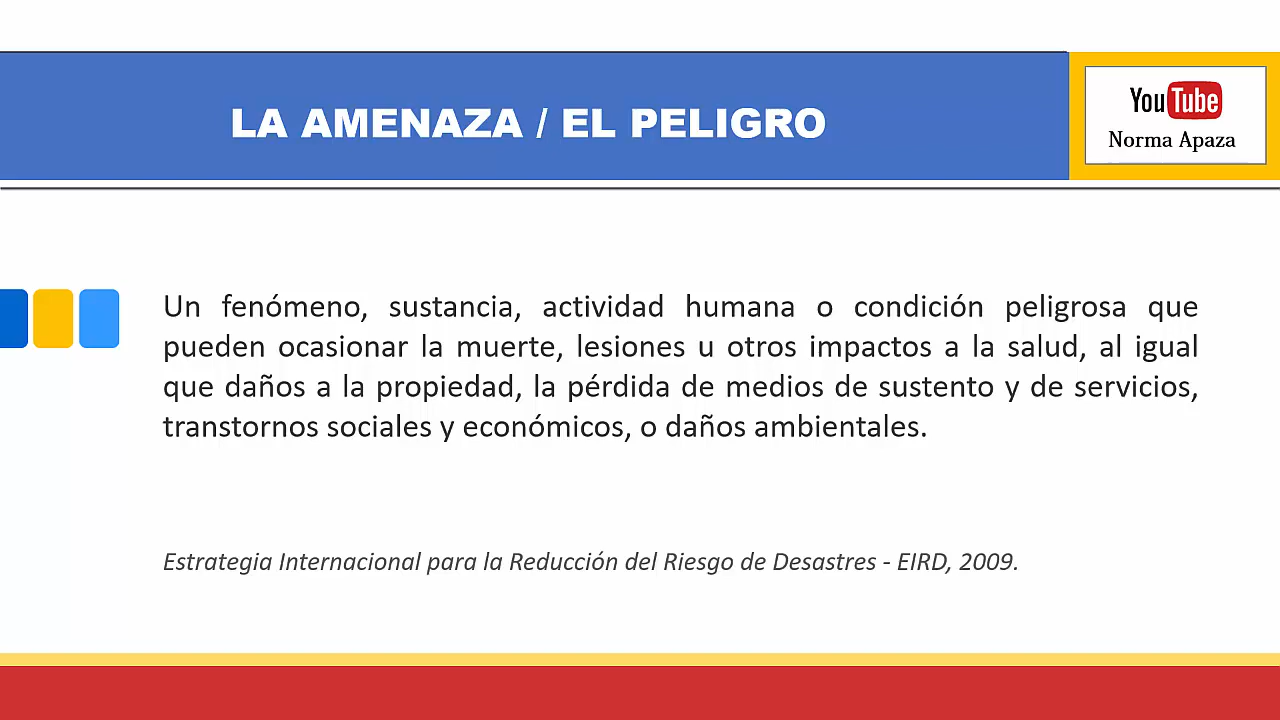 LA AMENAZA / EL PELIGRO
YouTube
Norma Apaza
Un fenómeno, sustancia, actividad humana o condición peligrosa que
pueden ocasionar la muerte, lesiones u otros impactos a la salud, al igual
que daños a la propiedad, la pérdida de medios de sustento y de servicios,
transtornos sociales y económicos, o daños ambientales.
Estrategia Internacional para la Reducción del Riesgo de Desastres - EIRD, 2009.